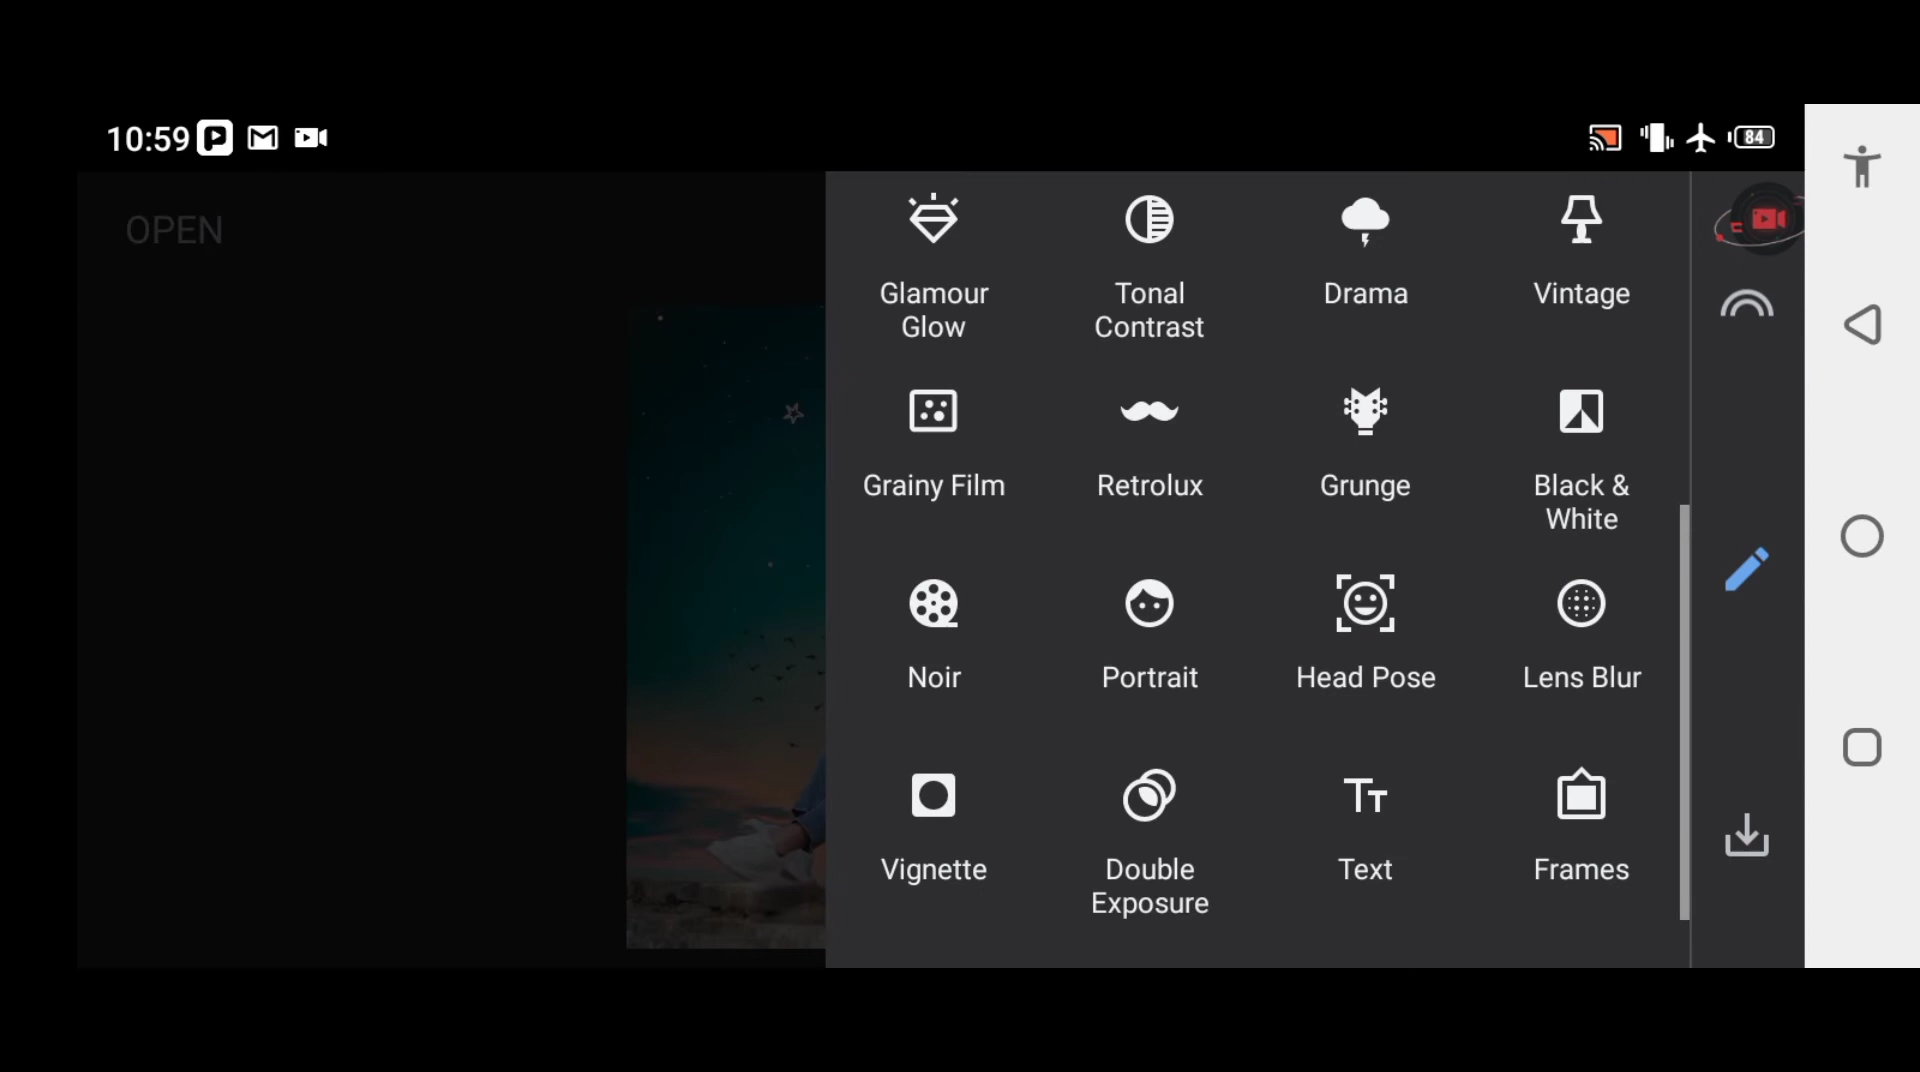 10:59
84
OPEN
Glamour
Glow
Tonal
Contrast
Drama
Vintage
Grainy Film
Retrolux
Grunge
Black &
White
Noir
Portrait
Head Pose
Lens Blur
Vignette
Double
Exposure
Text
Frames